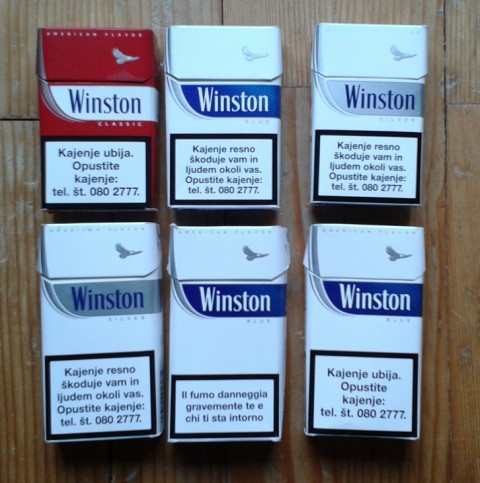 AMERICAN FLAVOR
Winston
CLASSIC
Kajenje ubija.
Opustite
kajenje:
tel. št. 080 2777.
Winston
BLUE
Kajenje resno
škoduje vam in
ljudem okoli vas.
Opustite kajenje:
tel. št. 080 2777.
Winston
SILVER
Kajenje resno
škoduje vam in
ljudem okoli vas.
Opustite kajenje:
tel. št. 080 2777.
Winston
SILVER
Kajenje resno
škoduje vam in
ljudem okoli vas.
Opustite kajenje:
tel. št. 080 2777.
AMERICAN FLAVOR
Winston
BLUE
Il fumo danneggia
gravemente te e
chi ti sta intorno
AMERICAN FLAVOR
Winston
BLUE
Kajenje ubija.
Opustite
kajenje:
tel. št. 080 2777.